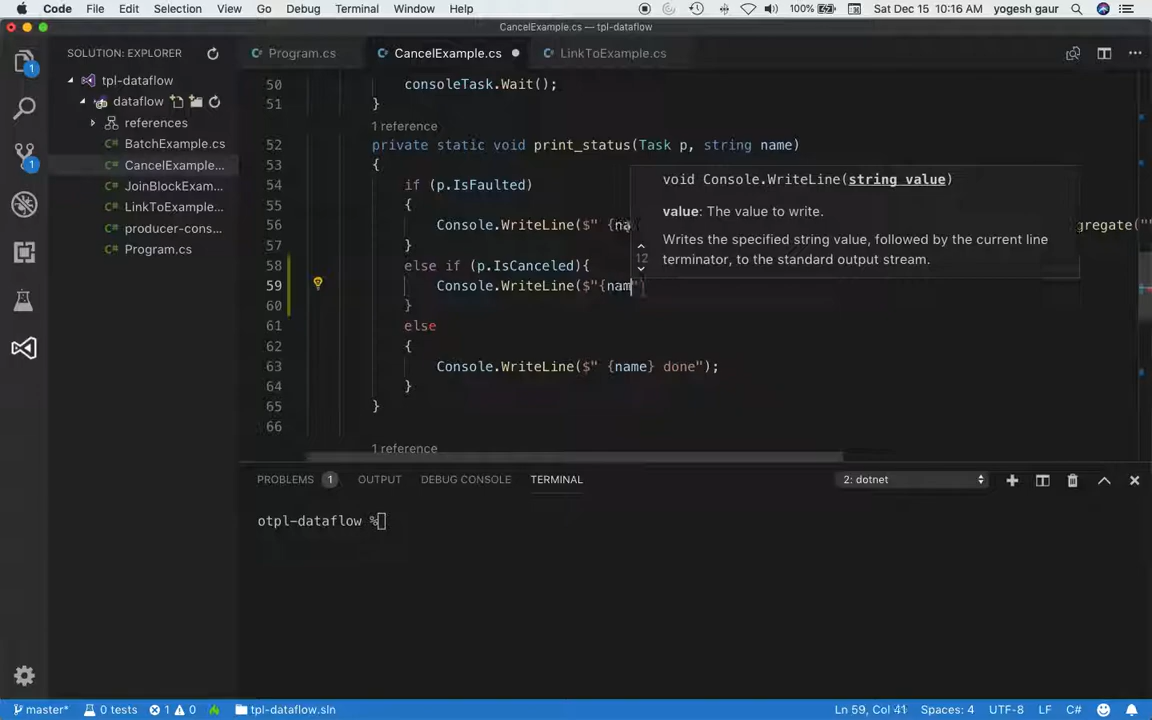 Code File Edit Selection View Go Debug Terminal Window Help 100% Sat Dec 15 10:16 AM yogesh gaur
CancelExample.cs — tpl-dataflow
SOLUTION: EXPLORER
Program.cs
CancelExample.cs
LinkToExample.cs
tpl-dataflow
dataflow
references
BatchExample.cs
CancelExample...
JoinBlockExam...
LinkToExample...
producer-cons...
Program.cs
1
1
50 consoleTask.Wait();
51 }
1 reference
52 private static void print_status(Task p, string name)
53 {
54 if (p.IsFaulted)
55 {
56 Console.WriteLine($" {na gregate(""
57 }
58 else if (p.IsCanceled){
59 Console.WriteLine($"{nam")
60 }
61 else
62 {
63 Console.WriteLine($" {name} done");
64 }
65 }
66
1 reference
12
void Console.WriteLine(string value)
value: The value to write.
Writes the specified string value, followed by the current line
terminator, to the standard output stream.
PROBLEMS 1 OUTPUT DEBUG CONSOLE TERMINAL 2: dotnet
otpl-dataflow %
master* 0 tests 1 0 tpl-dataflow.sln Ln 59, Col 41 Spaces: 4 UTF-8 LF C#